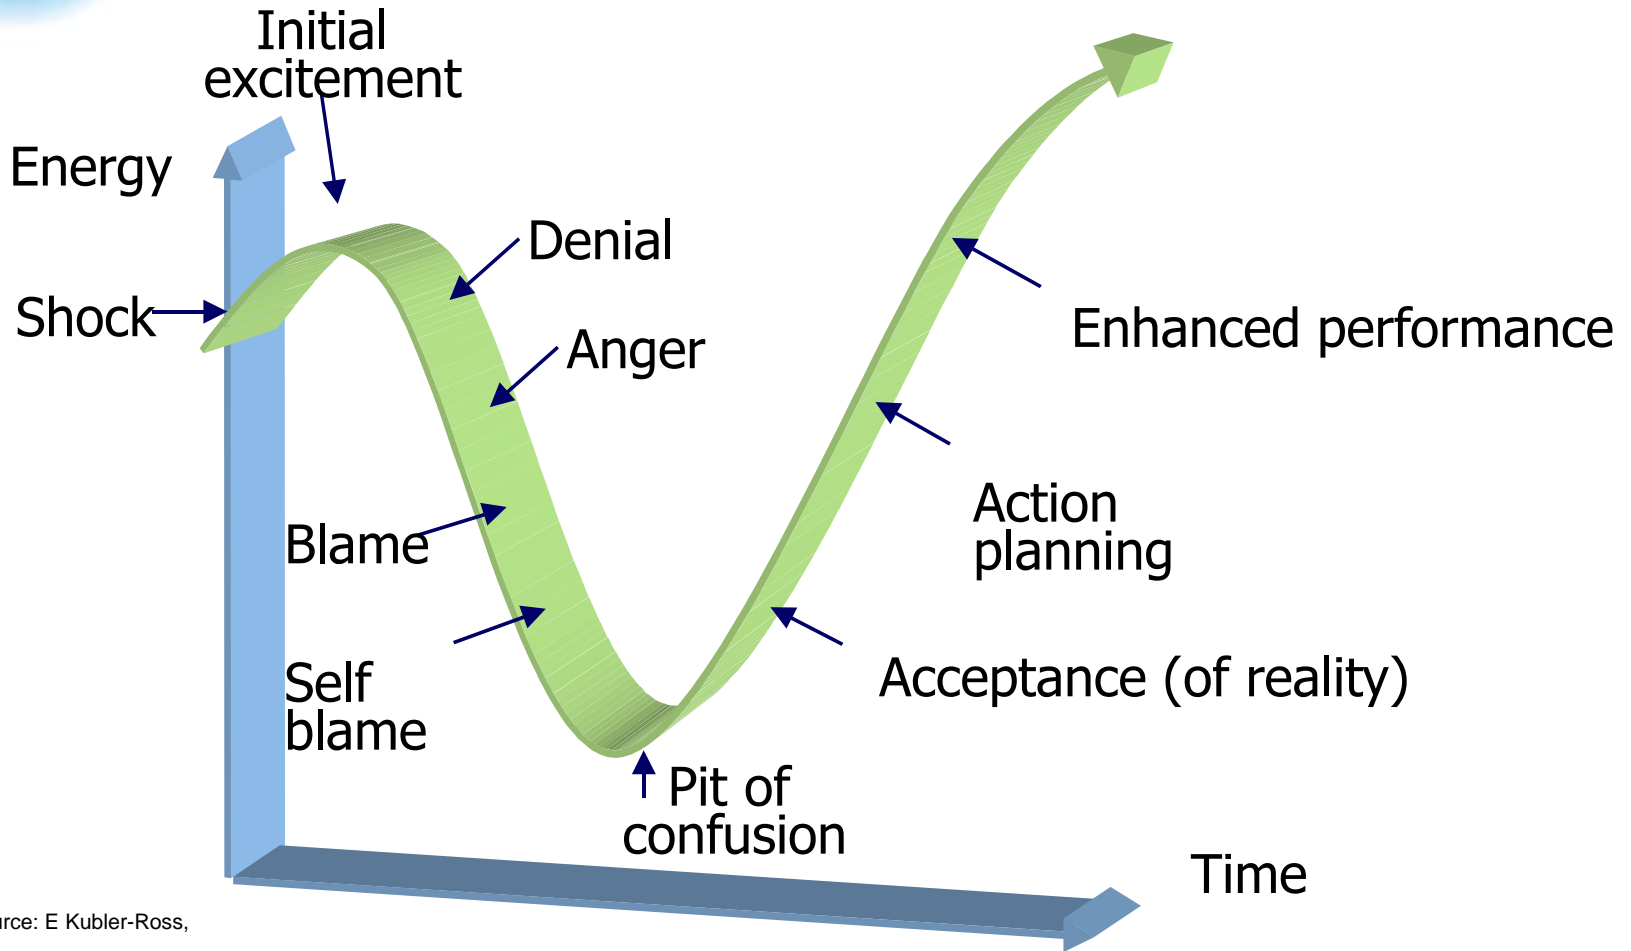 Initial
excitement
Energy
Denial
Shock
Anger
Enhanced performance
Action
planning
Blame
Self
blame
Acceptance (of reality)
Pit of
confusion
Time
E Kubler-Ross,